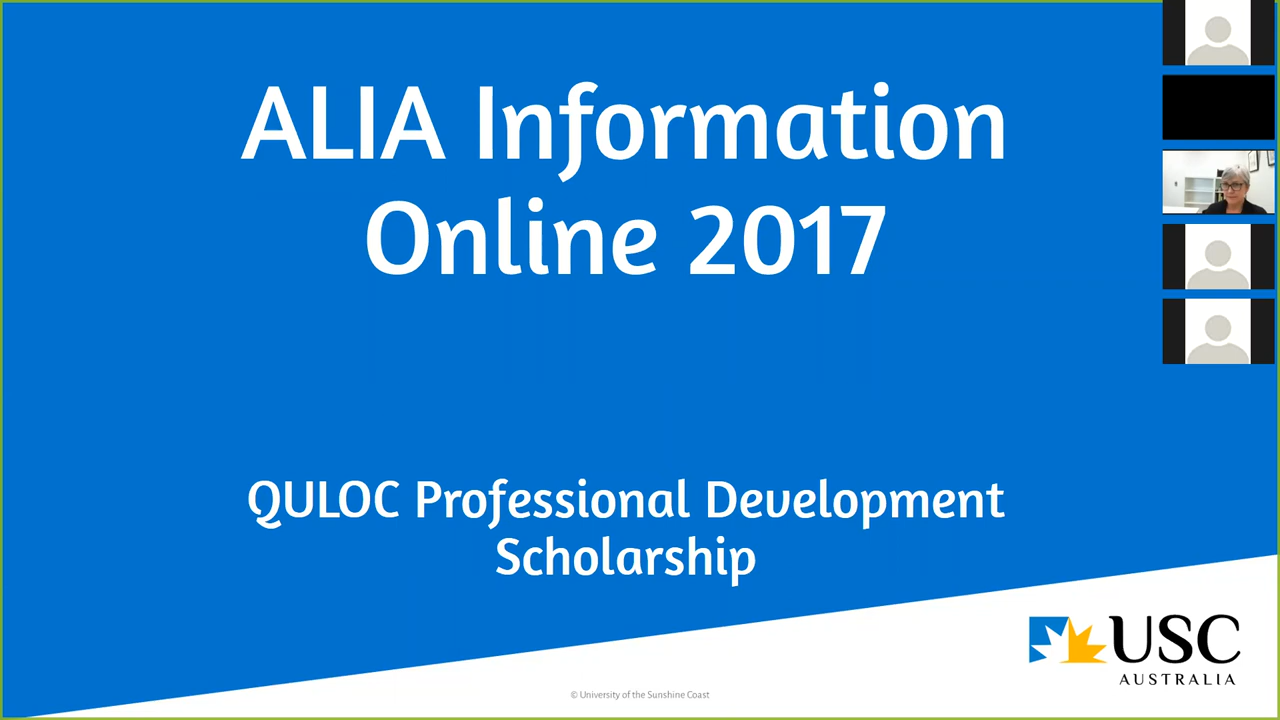 ALIA Information
Online 2017
QULOC Professional Development
Scholarship
USC
AUSTRALIA
© University of the Sunshine Coast